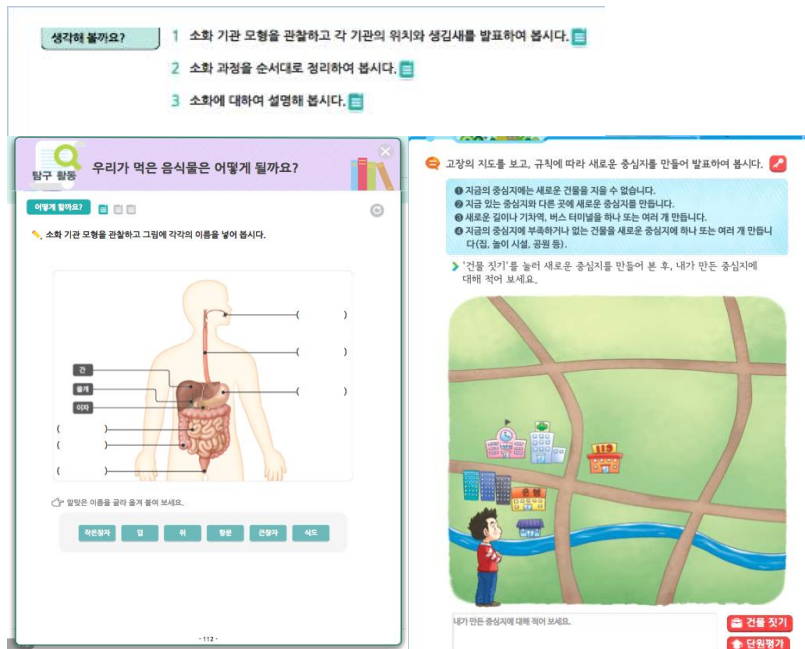 생각해 볼까요?
1 소화 기관 모형을 관찰하고 각 기관의 위치와 생김새를 발표하여 봅시다.
2 소화 과정을 순서대로 정리하여 봅시다.
3 소화에 대하여 설명해 봅시다.
탐구 활동
우리가 먹은 음식물은 어떻게 될까요?
어떻게 할까요?
소화 기관 모형을 관찰하고 그림에 각각의 이름을 넣어 봅시다.
( )
( )
( )
간
쓸개
이자
( )
( )
( )
알맞은 이름을 골라 옮겨 붙여 보세요.
작은창자 입 위 항문 큰창자 식도
- 112 -
고장의 지도를 보고, 규칙에 따라 새로운 중심지를 만들어 발표하여 봅시다.
❶ 지금의 중심지에는 새로운 건물을 지을 수 없습니다.
❷ 지금 있는 중심지와 다른 곳에 새로운 중심지를 만듭니다.
❸ 새로운 길이나 기차역, 버스 터미널을 하나 또는 여러 개 만듭니다.
❹ 지금의 중심지에 부족하거나 없는 건물을 새로운 중심지에 하나 또는 여러 개 만듭니
다(집, 놀이 시설, 공원 등).
'건물 짓기'를 눌러 새로운 중심지를 만들어 본 후, 내가 만든 중심지에
대해 적어 보세요.
119
은행
내가 만든 중심지에 대해 적어 보세요.
건물 짓기
단원평가